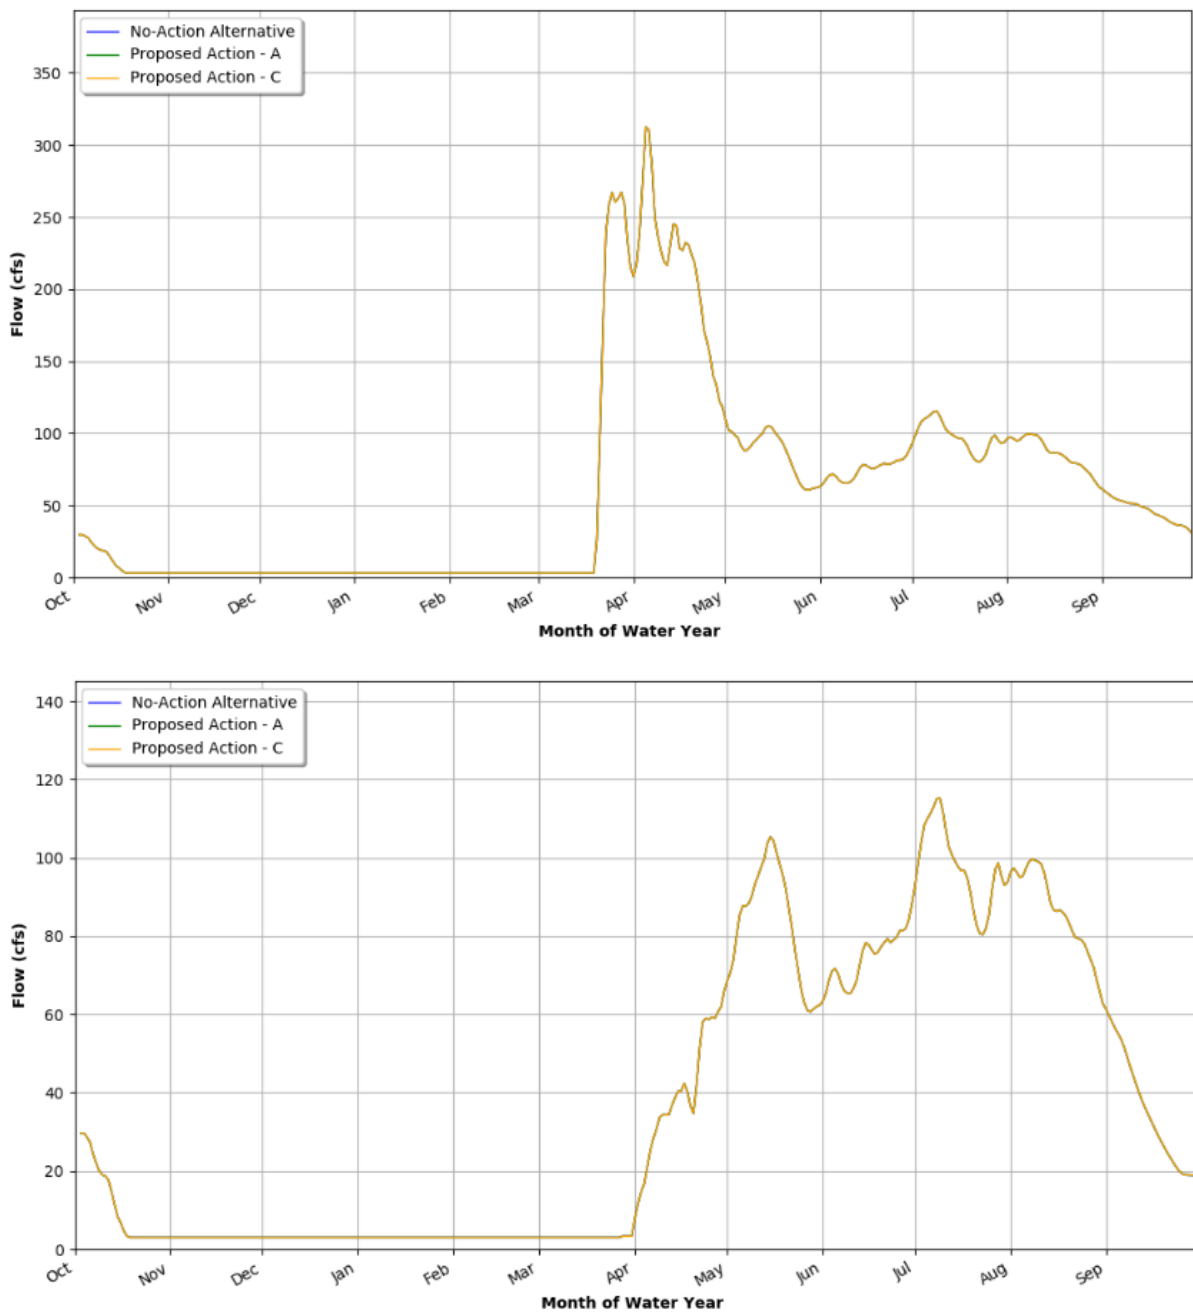 No-Action Alternative
Proposed Action - A
Proposed Action - C
350
300
250
200
150
100
50
0
Flow (cfs)
Oct Nov Dec Jan Feb Mar Apr May Jun Jul Aug Sep
Month of Water Year
No-Action Alternative
Proposed Action - A
Proposed Action - C
140
120
100
80
60
40
20
0
Flow (cfs)
Oct Nov Dec Jan Feb Mar Apr May Jun Jul Aug Sep
Month of Water Year